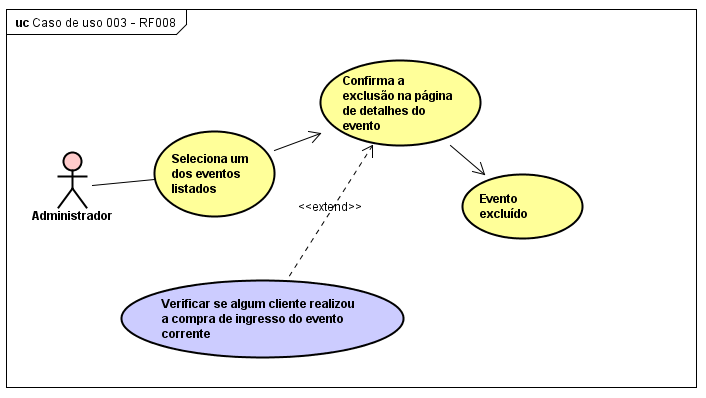 uc Caso de uso 003 - RF008
Confirma a
exclusão na página
de detalhes do
evento
Seleciona um
dos eventos
listados
Administrador
Evento
excluído
<<extend>>
Verificar se algum cliente realizou
a compra de ingresso do evento
corrente